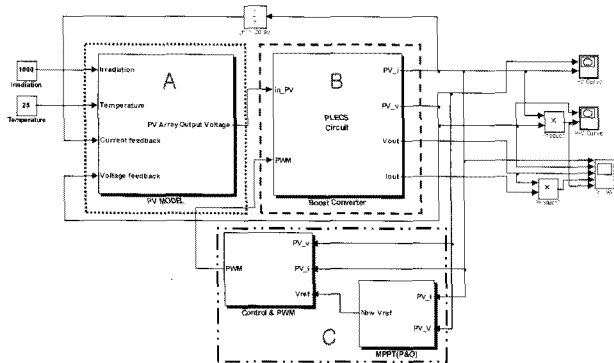 1000
Irradiation
25
Temperature
A
Irradiation
Temperature
PV Array Output Voltage
Current feedback
Voltage feedback
PV MODEL
B
in_PV
PLECS
Circuit
PWM
PV_i
PV_v
Vout
Iout
Boost Converter
Product
PWM
PV_v
PV_i
Vref
Control & PWM
C
New Vref
PV_I
PV_V
MPPT(P&O)